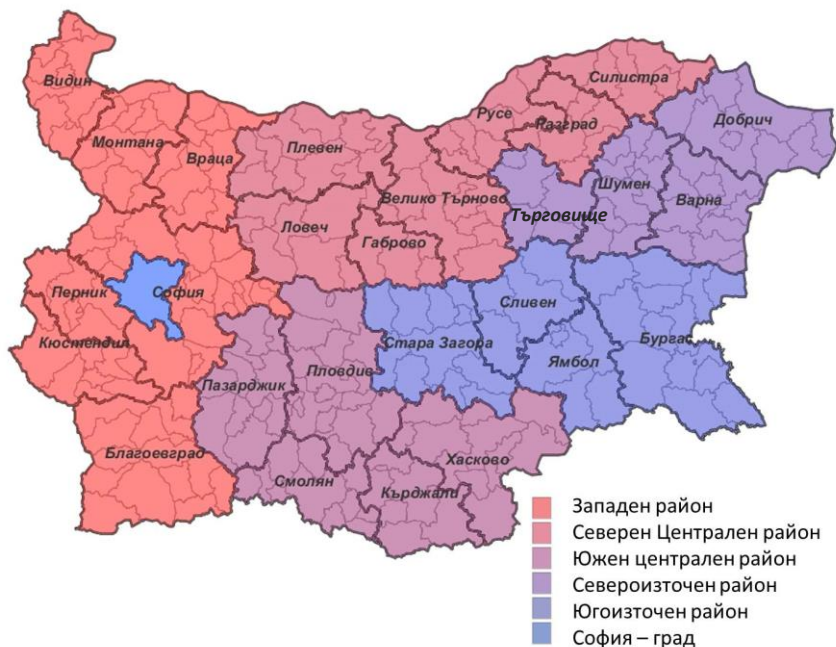 Видин
Монтана
Враца
Плевен
Ловеч
Велико Търново
Габрово
Русе
Разград
Силистра
Добрич
Шумен
Варна
Търговище
Перник
София
Кюстендил
Благоевград
Пазарджик
Пловдив
Стара Загора
Сливен
Ямбол
Бургас
Смолян
Кърджали
Хасково
Западен район
Северен Централен район
Южен централен район
Североизточен район
Югоизточен район
София – град